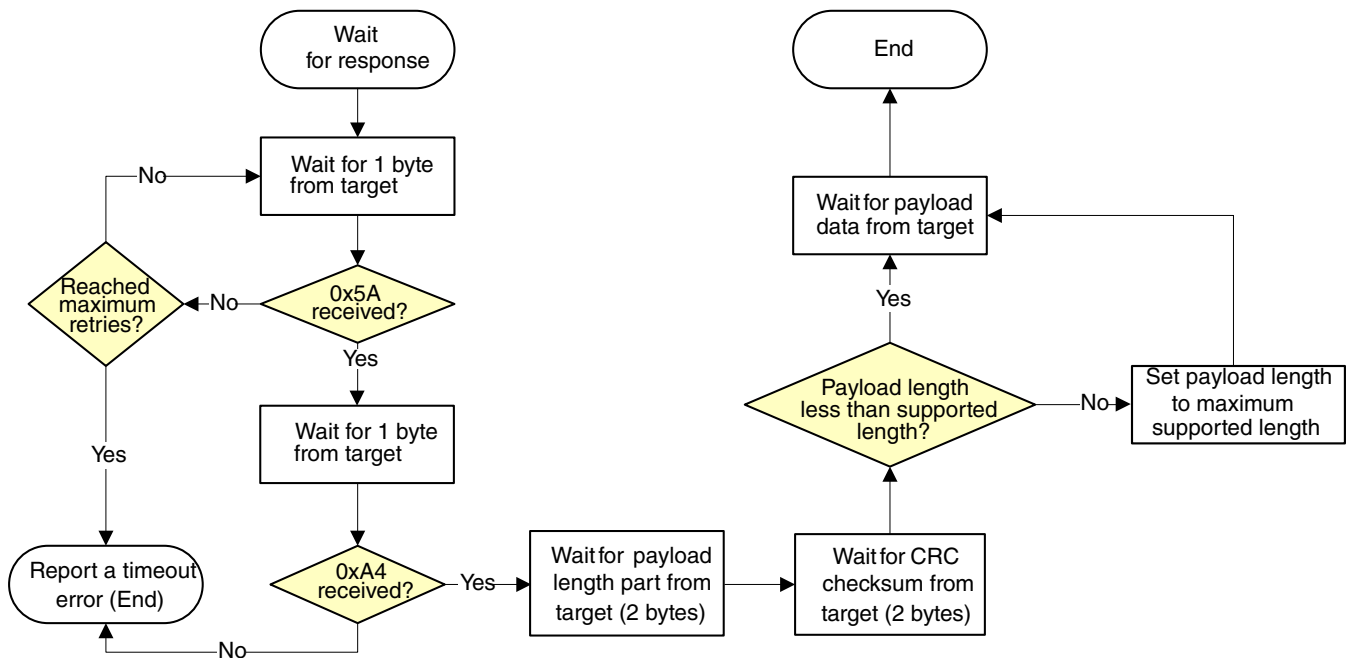 Wait
for response
Wait for 1 byte
from target
No
Reached
maximum
retries?
No
0x5A
received?
Yes
Wait for 1 byte
from target
Yes
Report a timeout
error (End)
0xA4
received?
No
Yes
Wait for payload
length part from
target (2 bytes)
Wait for CRC
checksum from
target (2 bytes)
Payload length
less than supported
length?
No
Set payload length
to maximum
supported length
Yes
Wait for payload
data from target
End